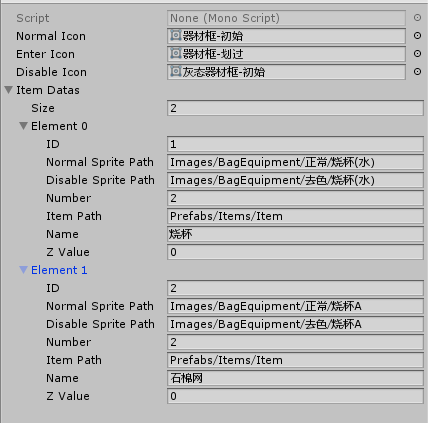 Script None (Mono Script)
Normal Icon 器材框-初始
Enter Icon 器材框-划过
Disable Icon 灰态器材框-初始
Item Datas
Size 2
Element 0
ID 1
Normal Sprite Path Images/BagEquipment/正常/烧杯(水)
Disable Sprite Path Images/BagEquipment/去色/烧杯(水)
Number 2
Item Path Prefabs/Items/Item
Name 烧杯
Z Value 0
Element 1
ID 2
Normal Sprite Path Images/BagEquipment/正常/烧杯A
Disable Sprite Path Images/BagEquipment/去色/烧杯A
Number 2
Item Path Prefabs/Items/Item
Name 石棉网
Z Value 0